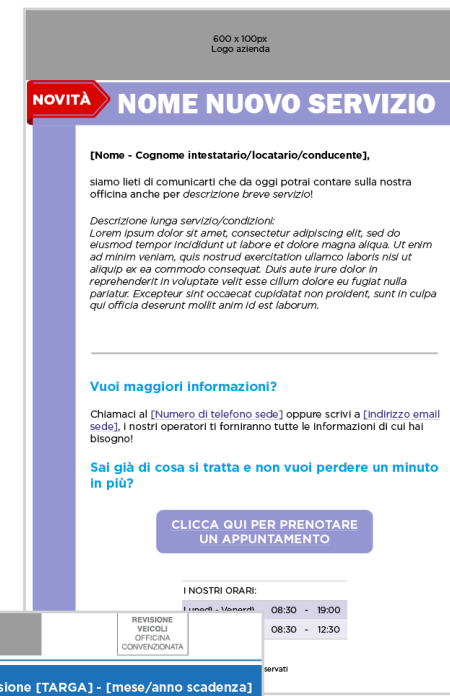 600 x 100px
Logo azienda
NOVITÀ
NOME NUOVO SERVIZIO
[Nome - Cognome intestatario/locatario/conducente],
siamo lieti di comunicarti che da oggi potrai contare sulla nostra
officina anche per descrizione breve servizio!
Descrizione lunga servizio/condizioni:
Lorem ipsum dolor sit amet, consectetur adipiscing elit, sed do
eiusmod tempor incididunt ut labore et dolore magna aliqua. Ut enim
ad minim veniam, quis nostrud exercitation ullamco laboris nisi ut
aliquip ex ea commodo consequat. Duis aute irure dolor in
reprehenderit in voluptate velit esse cillum dolore eu fugiat nulla
pariatur. Excepteur sint occaecat cupidatat non proident, sunt in culpa
qui officia deserunt mollit anim id est laborum.
Vuoi maggiori informazioni?
Chiamaci al [Numero di telefono sede] oppure scrivi a [indirizzo email
sede], i nostri operatori ti forniranno tutte le informazioni di cui hai
bisogno!
Sai già di cosa si tratta e non vuoi perdere un minuto
in più?
CLICCA QUI PER PRENOTARE
UN APPUNTAMENTO
I NOSTRI ORARI:
Lunedì - Venerdì 08:30 - 19:00
08:30 - 12:30
servati
REVISIONE
VEICOLI
OFFICINA
CONVENZIONATA
sione [TARGA] - [mese/anno scadenza]